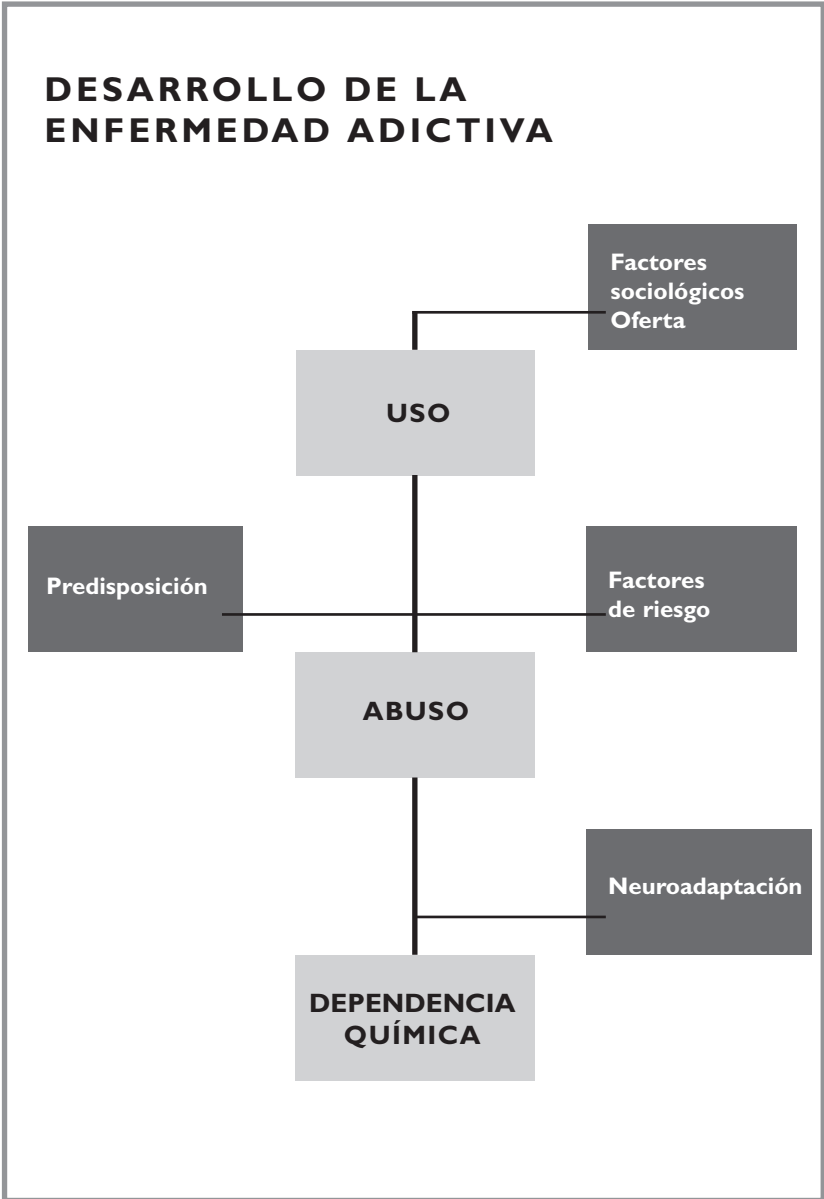 DESARROLLO DE LA
ENFERMEDAD ADICTIVA
Factores
sociológicos
Oferta
USO
Predisposición
Factores
de riesgo
ABUSO
Neuroadaptación
DEPENDENCIA
QUÍMICA